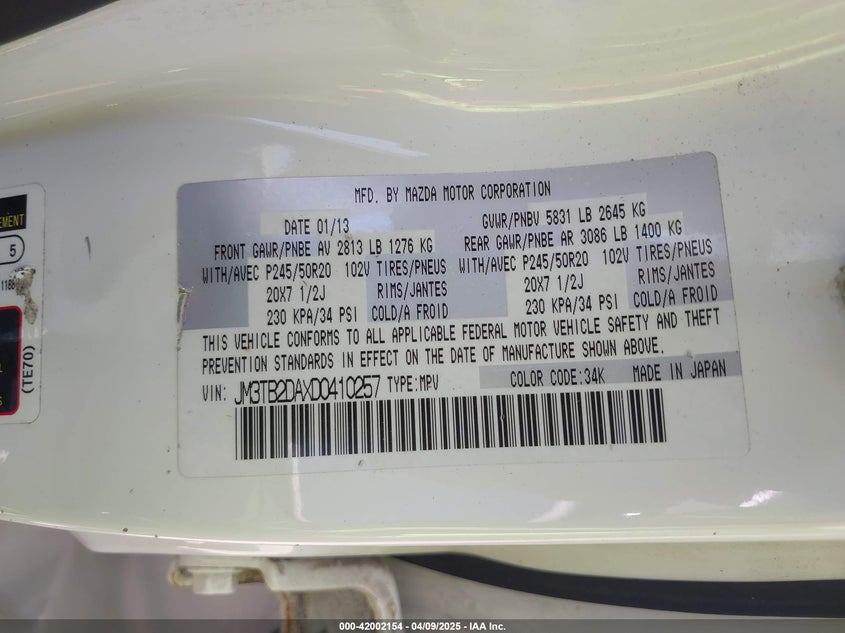 EMENT
5
(TE70)
MFD. BY MAZDA MOTOR CORPORATION
DATE 01/13 GVWR/PNBV 5831 LB 2645 KG
FRONT GAWR/PNBE AV 2813 LB 1276 KG REAR GAWR/PNBE AR 3086 LB 1400 KG
WITH/AVEC P245/50R20 102V TIRES/PNEUS WITH/AVEC P245/50R20 102V TIRES/PNEUS
20X7 1/2J RIMS/JANTES 20X7 1/2J RIMS/JANTES
230 KPA/34 PSI COLD/A FROID 230 KPA/34 PSI COLD/A FROID
THIS VEHICLE CONFORMS TO ALL APPLICABLE FEDERAL MOTOR VEHICLE SAFETY AND THEFT
PREVENTION STANDARDS IN EFFECT ON THE DATE OF MANUFACTURE SHOWN ABOVE.
VIN: JM3TB2DAXD0410257 TYPE:MPV COLOR CODE:34K MADE IN JAPAN
000-42002154 - 04/09/2025 - IAA Inc.